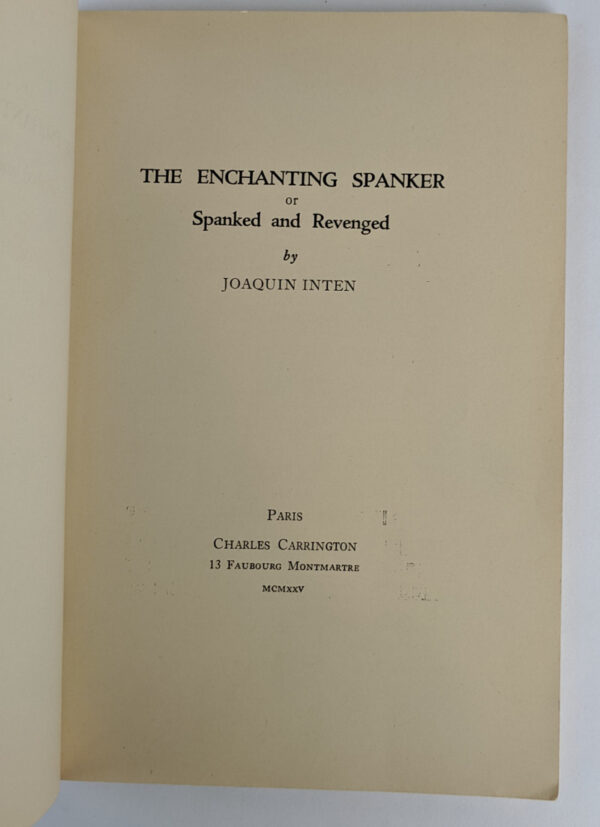 THE ENCHANTING SPANKER
or
Spanked and Revenged
by
JOAQUIN INTEN
PARIS
CHARLES CARRINGTON
13 FAUBOURG MONTMARTRE
MCMXXV